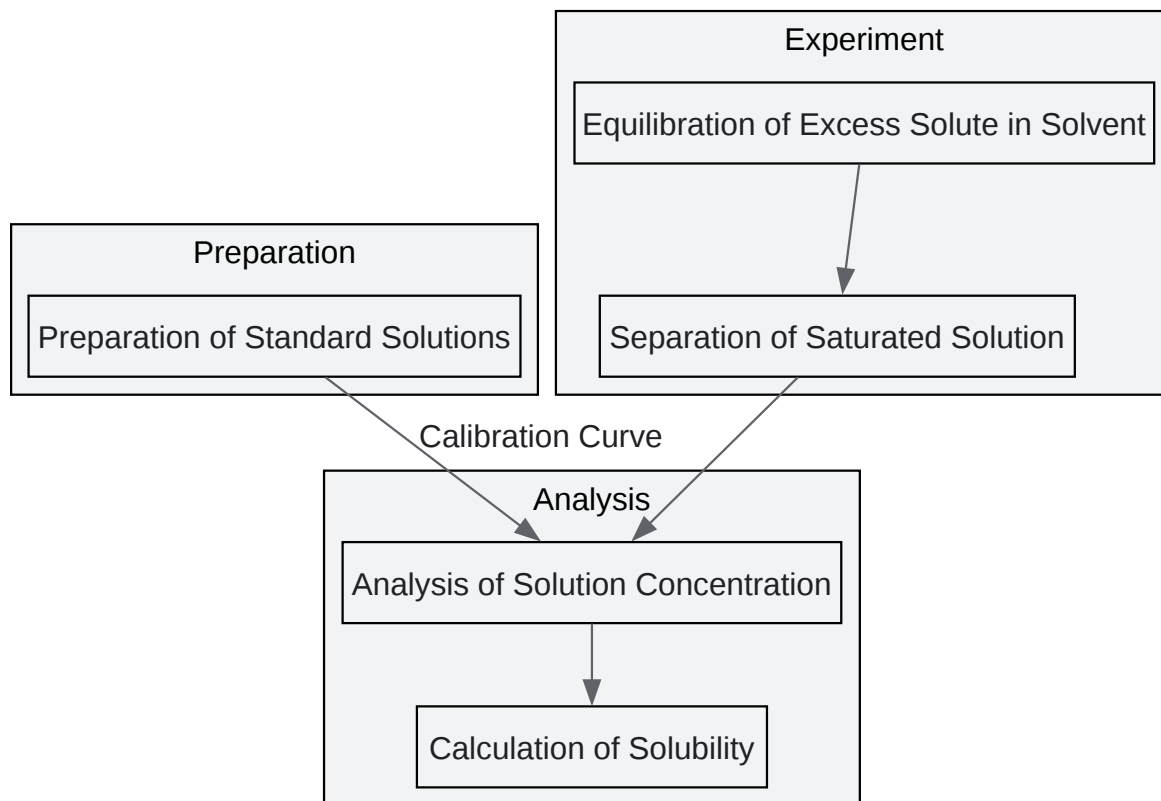 Experiment
Equilibration of Excess Solute in Solvent
Preparation
Preparation of Standard Solutions
Separation of Saturated Solution
Calibration Curve
Analysis
Analysis of Solution Concentration
Calculation of Solubility